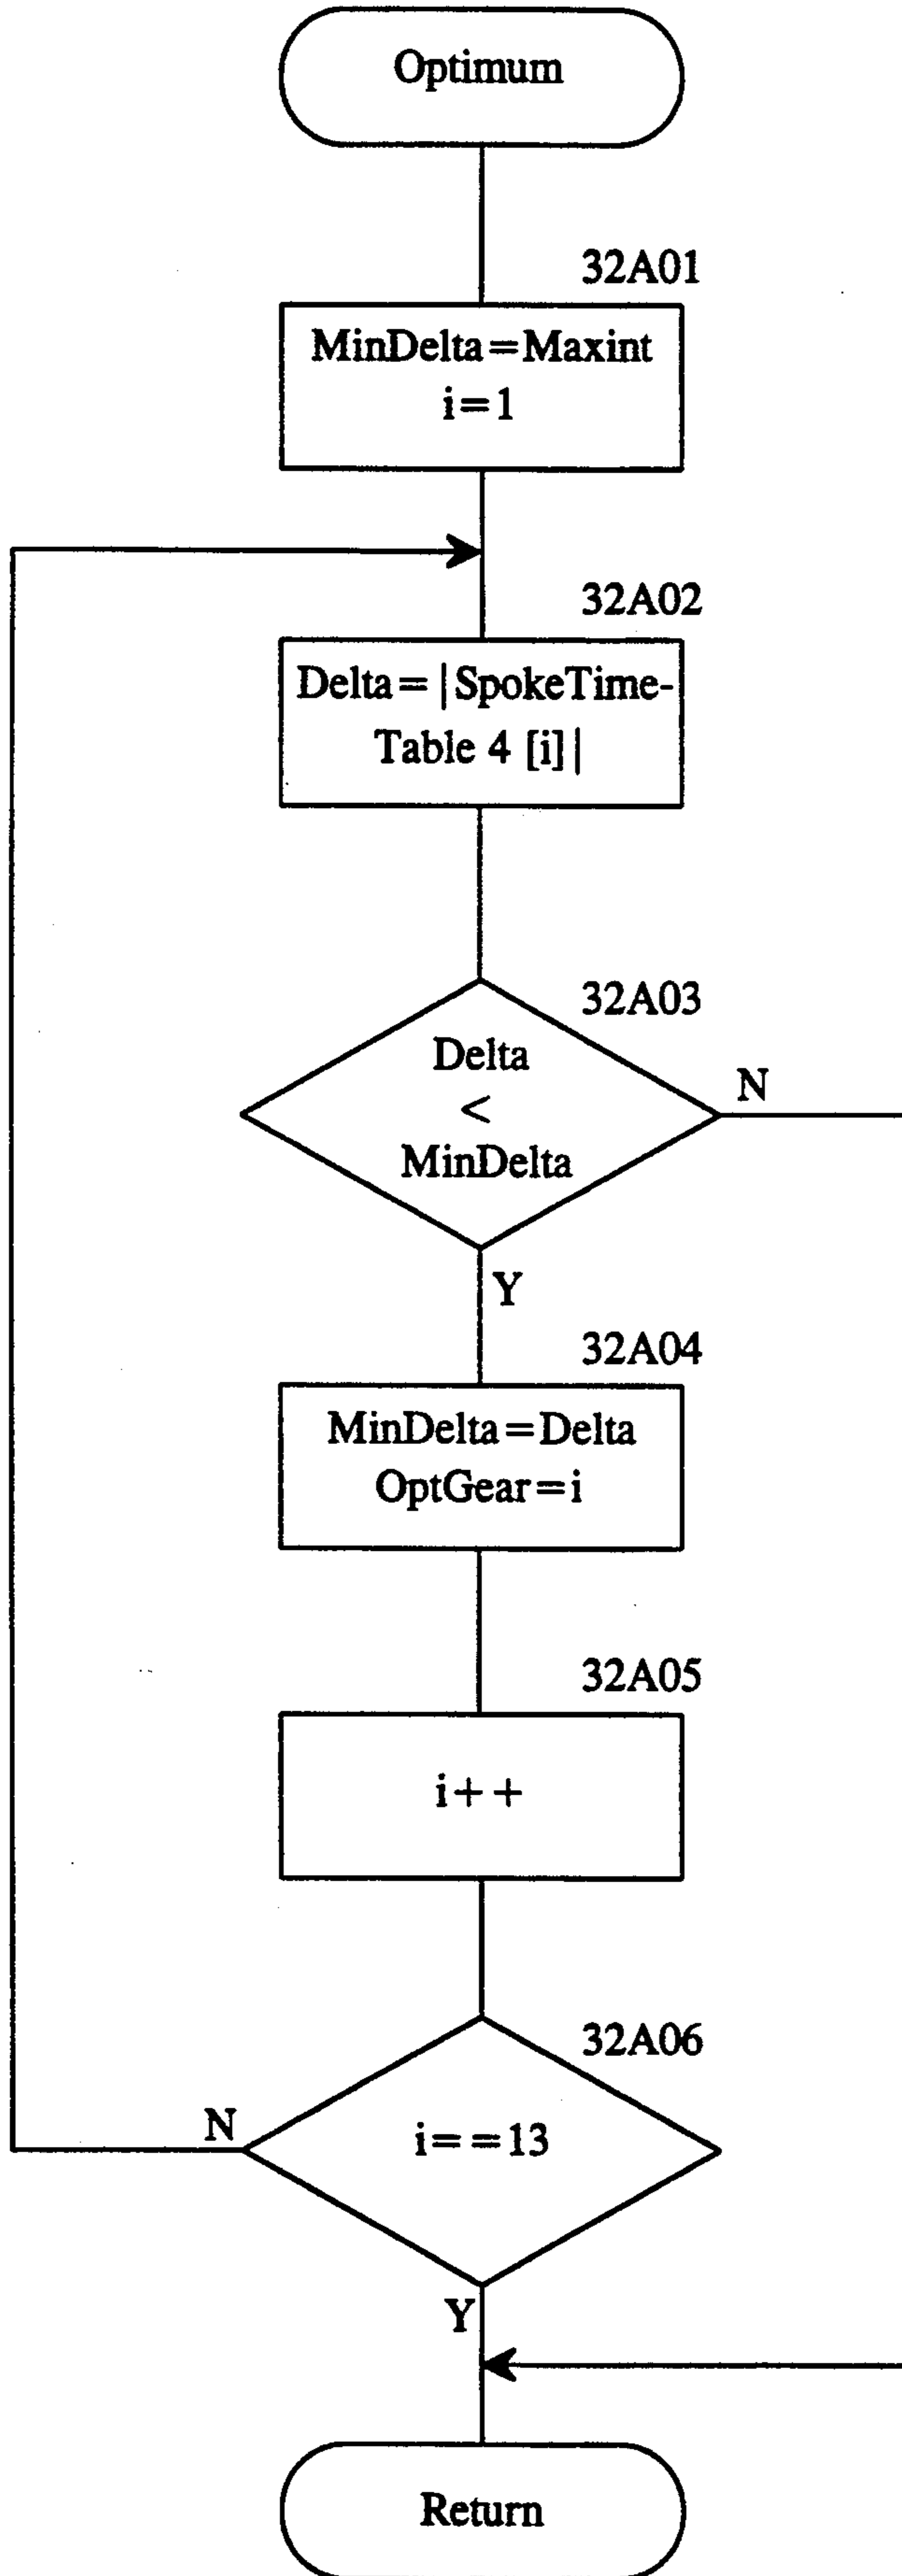 Optimum
32A01
MinDelta=Maxint
i=1
32A02
Delta=|SpokeTime-
Table 4 [i]|
32A03
Delta
<
MinDelta
N
Y
32A04
MinDelta=Delta
OptGear=i
32A05
i++
32A06
i==13
N
Y
Return